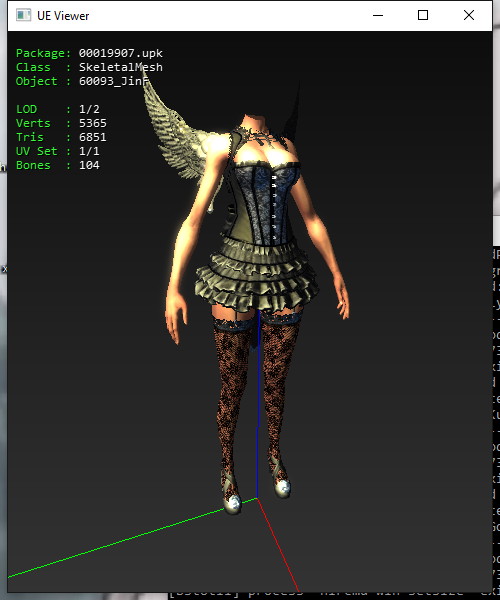 UE Viewer
Package: 00019907.upk
Class : SkeletalMesh
Object : 60093_JinF
LOD : 1/2
Verts : 5365
Tris : 6851
UV Set : 1/1
Bones : 104